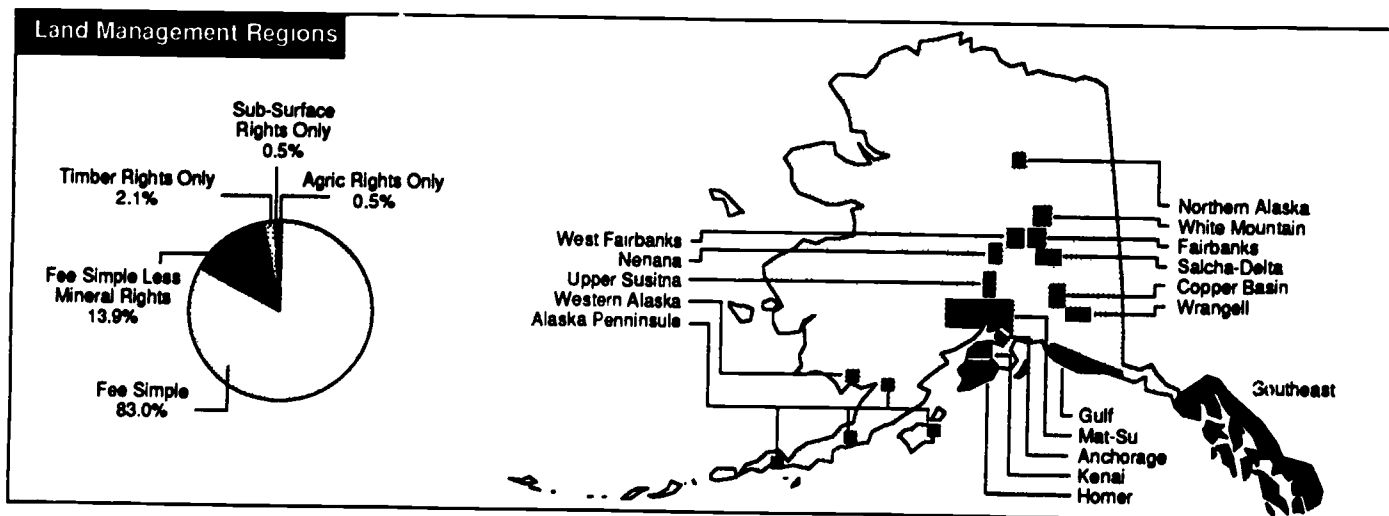 Land Management Regions
Sub-Surface
Rights Only
0.5%
Timber Rights Only
2.1%
Agric Rights Only
0.5%
Fee Simple Less
Mineral Rights
13.9%
Fee Simple
83.0%
West Fairbanks
Nenana
Upper Susitna
Western Alaska
Alaska Penninsula
Northern Alaska
White Mountain
Fairbanks
Salcha-Delta
Copper Basin
Wrangell
Southeast
Gulf
Mat-Su
Anchorage
Kenai
Homer